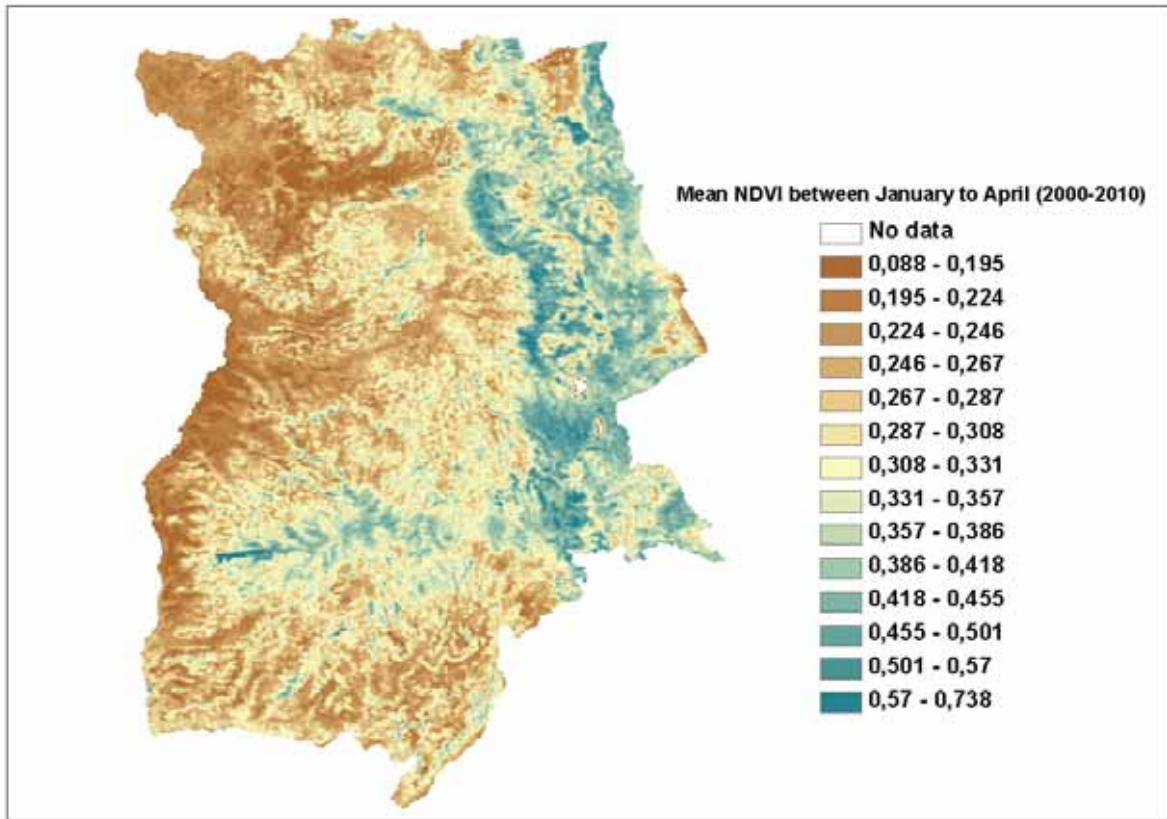 Mean NDVI between January to April (2000-2010)
No data
0,088 - 0,195
0,195 - 0,224
0,224 - 0,246
0,246 - 0,267
0,267 - 0,287
0,287 - 0,308
0,308 - 0,331
0,331 - 0,357
0,357 - 0,386
0,386 - 0,418
0,418 - 0,455
0,455 - 0,501
0,501 - 0,57
0,57 - 0,738